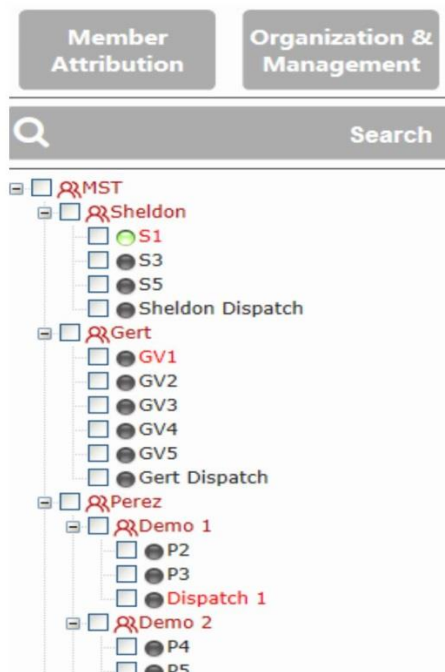 Member
Attribution
Organization &
Management
Search
MST
Sheldon
S1
S3
S5
Sheldon Dispatch
Gert
GV1
GV2
GV3
GV4
GV5
Gert Dispatch
Perez
Demo 1
P2
P3
Dispatch 1
Demo 2
P4
P5